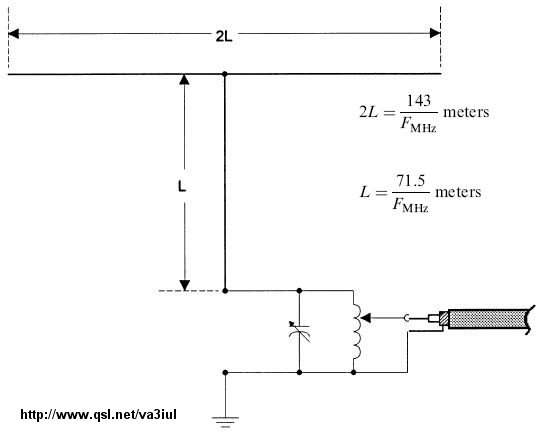 2L
2L = 143 / F_MHz meters
L
L = 71.5 / F_MHz meters
http://www.qsl.net/va3iul